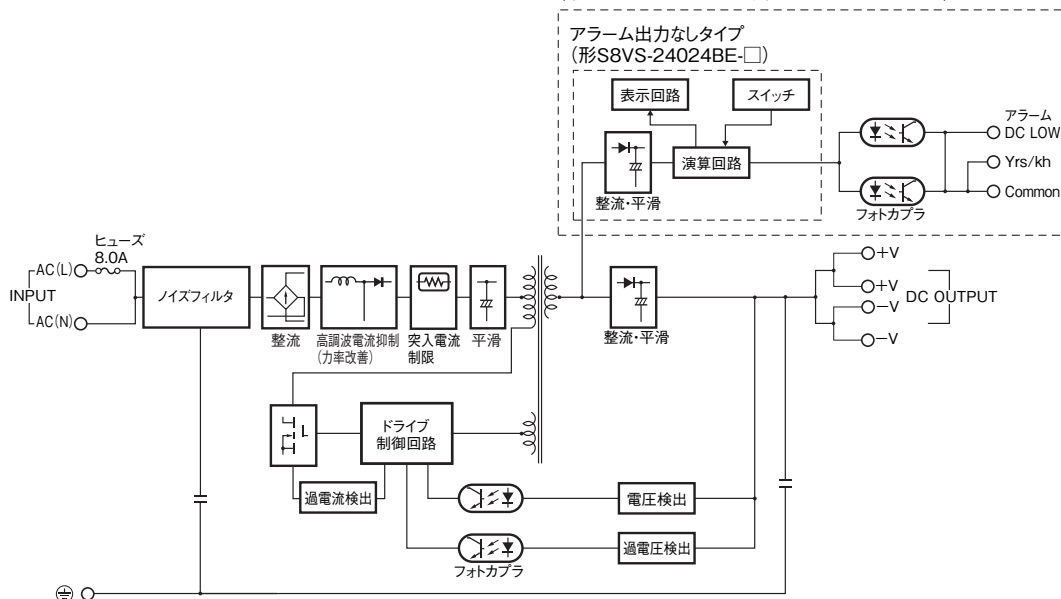 アラーム出力なしタイプ
(形S8VS-24024BE-□)
表示回路
スイッチ
アラーム
DC LOW
Yrs/kh
Common
演算回路
整流・平滑
フォトカプラ
ヒューズ
8.0A
AC(L)
INPUT
AC(N)
ノイズフィルタ
整流
高調波電流抑制
(力率改善)
突入電流
制限
平滑
整流・平滑
+V
+V
DC OUTPUT
−V
−V
ドライブ
制御回路
過電流検出
電圧検出
過電圧検出
フォトカプラ